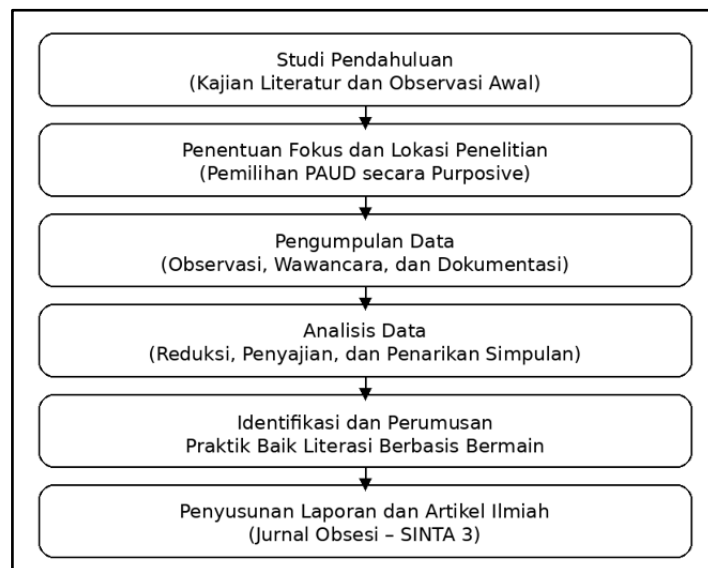 Studi Pendahuluan
(Kajian Literatur dan Observasi Awal)
Penentuan Fokus dan Lokasi Penelitian
(Pemilihan PAUD secara Purposive)
Pengumpulan Data
(Observasi, Wawancara, dan Dokumentasi)
Analisis Data
(Reduksi, Penyajian, dan Penarikan Simpulan)
Identifikasi dan Perumusan
Praktik Baik Literasi Berbasis Bermain
Penyusunan Laporan dan Artikel Ilmiah
(Jurnal Obsesi – SINTA 3)